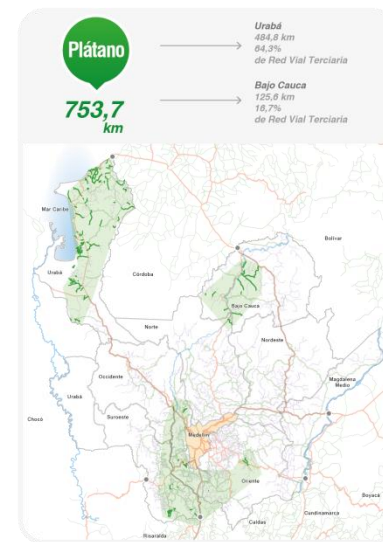 Plátano
753,7
km
Urabá
484,8 km
64,3%
de Red Vial Terciaria
Bajo Cauca
125,6 km
16,7%
de Red Vial Terciaria
Mar Caribe
Bolívar
Urabá
Córdoba
Bajo Cauca
Norte
Nordeste
Occidente
Magdalena
Medio
Urabá
Suroeste
Chocó
Medellín
Oriente
Boyacá
Cundinamarca
Caldas
Risaralda